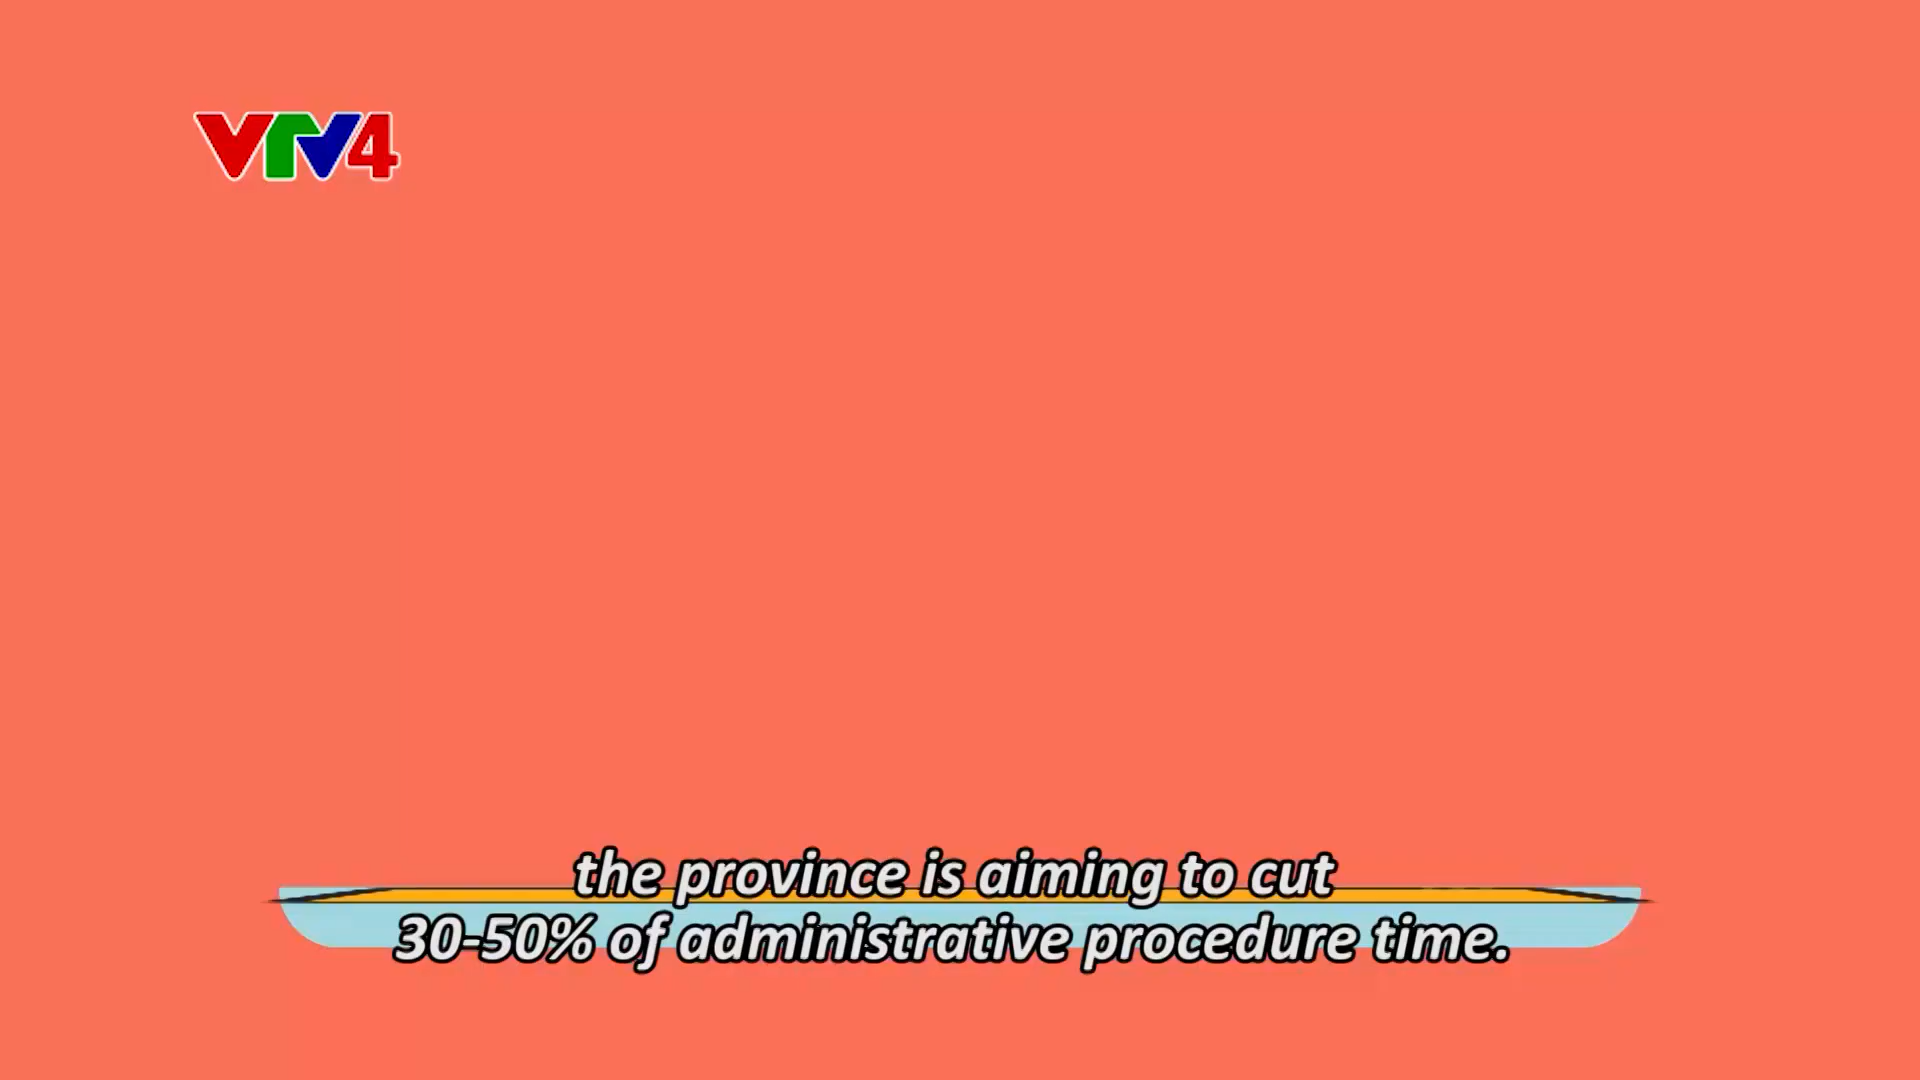 VTV4
the province is aiming to cut
30-50% of administrative procedure time.